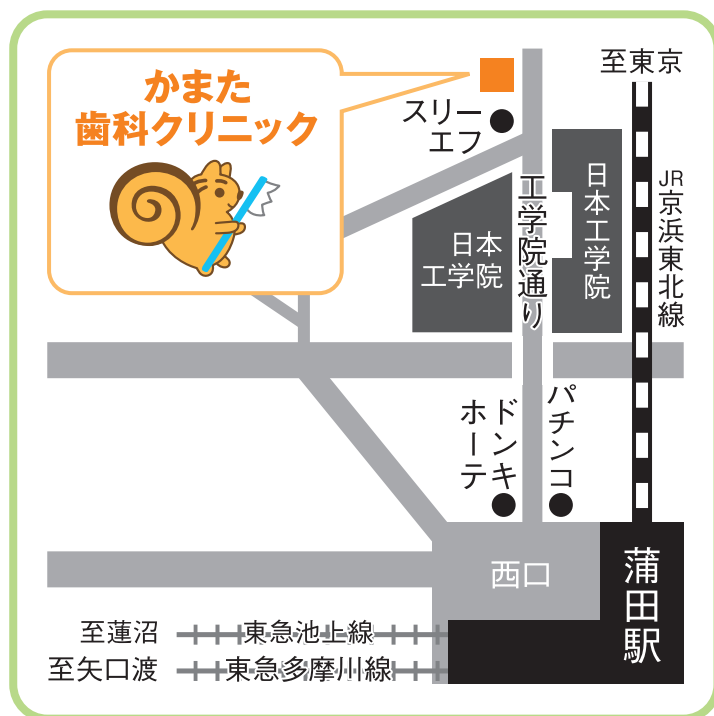 至東京
かまた
歯科クリニック
スリー
エフ
JR京浜東北線
日本工学院
工学院通り
日本
工学院
パチンコ
ドンキ
ホーテ
西口
蒲田駅
至蓮沼
東急池上線
至矢口渡
東急多摩川線